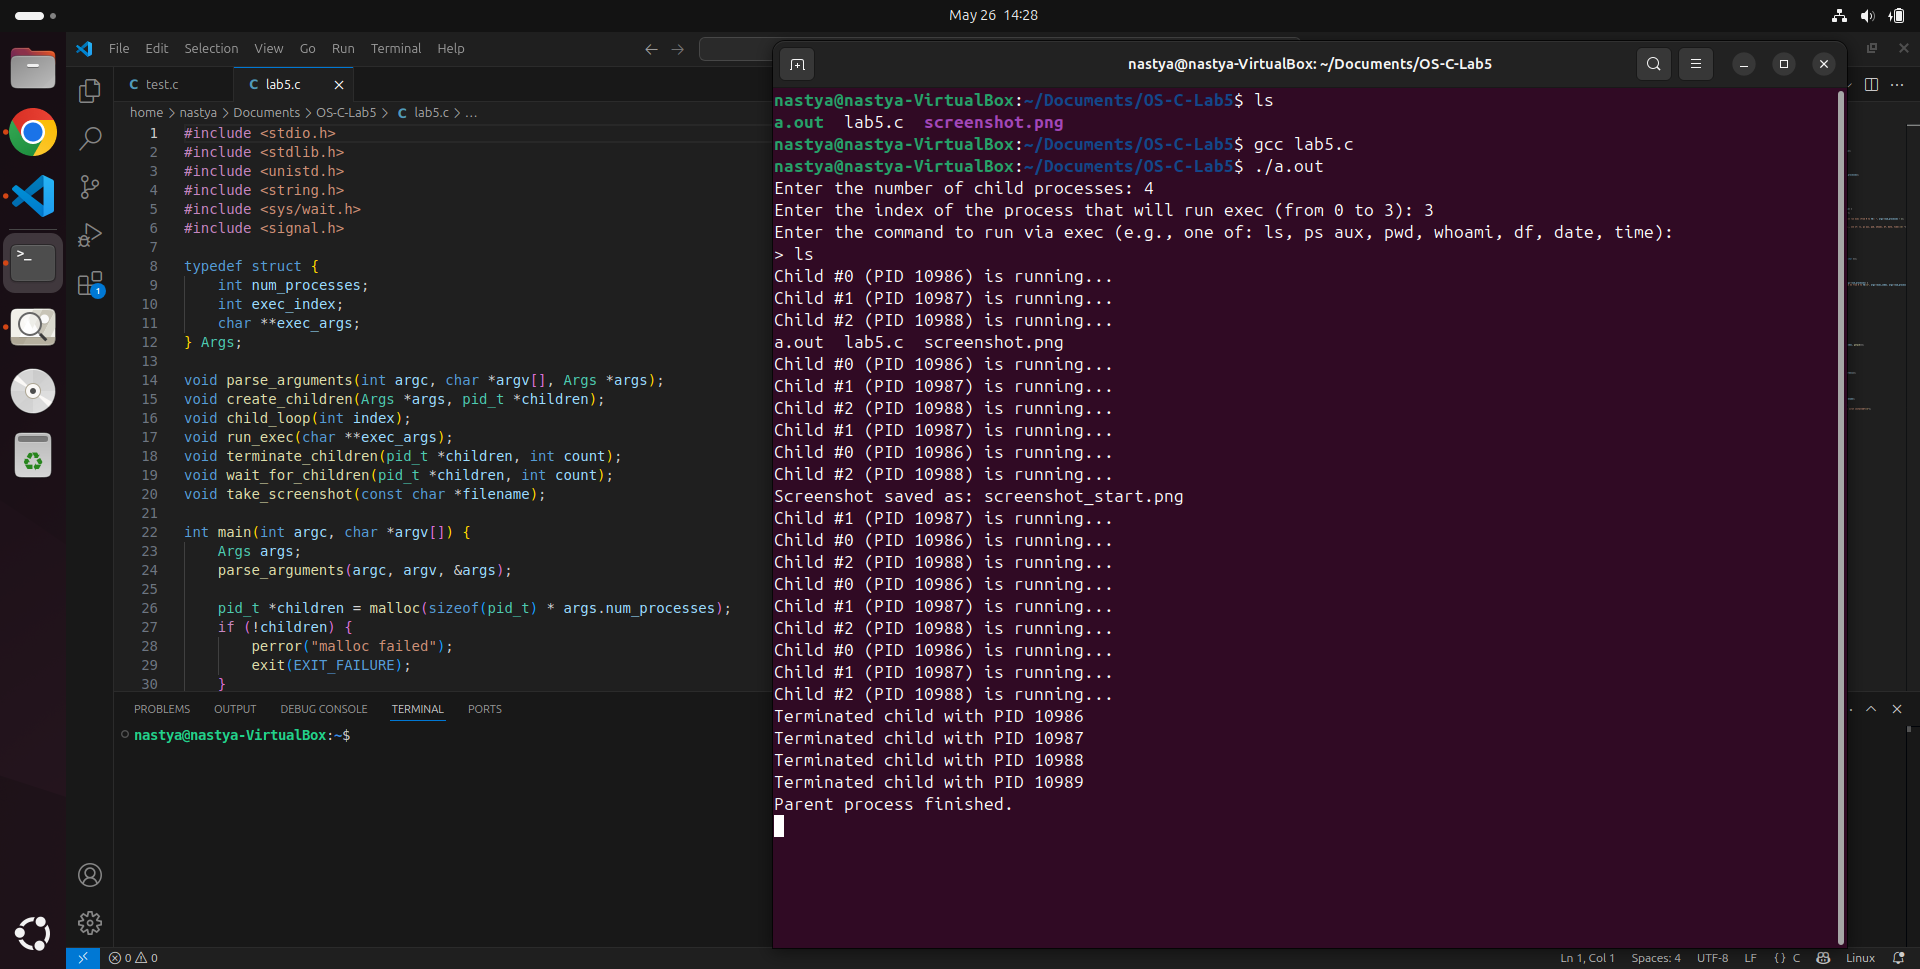 May 26 14:28
File Edit Selection View Go Run Terminal Help
C test.c
C lab5.c
home > nastya > Documents > OS-C-Lab5 > C lab5.c > ...
1 #include <stdio.h>
2 #include <stdlib.h>
3 #include <unistd.h>
4 #include <string.h>
5 #include <sys/wait.h>
6 #include <signal.h>
7
8 typedef struct {
9 int num_processes;
10 int exec_index;
11 char **exec_args;
12 } Args;
13
14 void parse_arguments(int argc, char *argv[], Args *args);
15 void create_children(Args *args, pid_t *children);
16 void child_loop(int index);
17 void run_exec(char **exec_args);
18 void terminate_children(pid_t *children, int count);
19 void wait_for_children(pid_t *children, int count);
20 void take_screenshot(const char *filename);
21
22 int main(int argc, char *argv[]) {
23 Args args;
24 parse_arguments(argc, argv, &args);
25
26 pid_t *children = malloc(sizeof(pid_t) * args.num_processes);
27 if (!children) {
28 perror("malloc failed");
29 exit(EXIT_FAILURE);
30 }
1
PROBLEMS OUTPUT DEBUG CONSOLE TERMINAL PORTS
nastya@nastya-VirtualBox:~$
nastya@nastya-VirtualBox: ~/Documents/OS-C-Lab5
nastya@nastya-VirtualBox:~/Documents/OS-C-Lab5$ ls
a.out lab5.c screenshot.png
nastya@nastya-VirtualBox:~/Documents/OS-C-Lab5$ gcc lab5.c
nastya@nastya-VirtualBox:~/Documents/OS-C-Lab5$ ./a.out
Enter the number of child processes: 4
Enter the index of the process that will run exec (from 0 to 3): 3
Enter the command to run via exec (e.g., one of: ls, ps aux, pwd, whoami, df, date, time):
> ls
Child #0 (PID 10986) is running...
Child #1 (PID 10987) is running...
Child #2 (PID 10988) is running...
a.out lab5.c screenshot.png
Child #0 (PID 10986) is running...
Child #1 (PID 10987) is running...
Child #2 (PID 10988) is running...
Child #1 (PID 10987) is running...
Child #0 (PID 10986) is running...
Child #2 (PID 10988) is running...
Screenshot saved as: screenshot_start.png
Child #1 (PID 10987) is running...
Child #0 (PID 10986) is running...
Child #2 (PID 10988) is running...
Child #0 (PID 10986) is running...
Child #1 (PID 10987) is running...
Child #2 (PID 10988) is running...
Child #0 (PID 10986) is running...
Child #1 (PID 10987) is running...
Child #2 (PID 10988) is running...
Terminated child with PID 10986
Terminated child with PID 10987
Terminated child with PID 10988
Terminated child with PID 10989
Parent process finished.
0 0
Ln 1, Col 1 Spaces: 4 UTF-8 LF {} C Linux